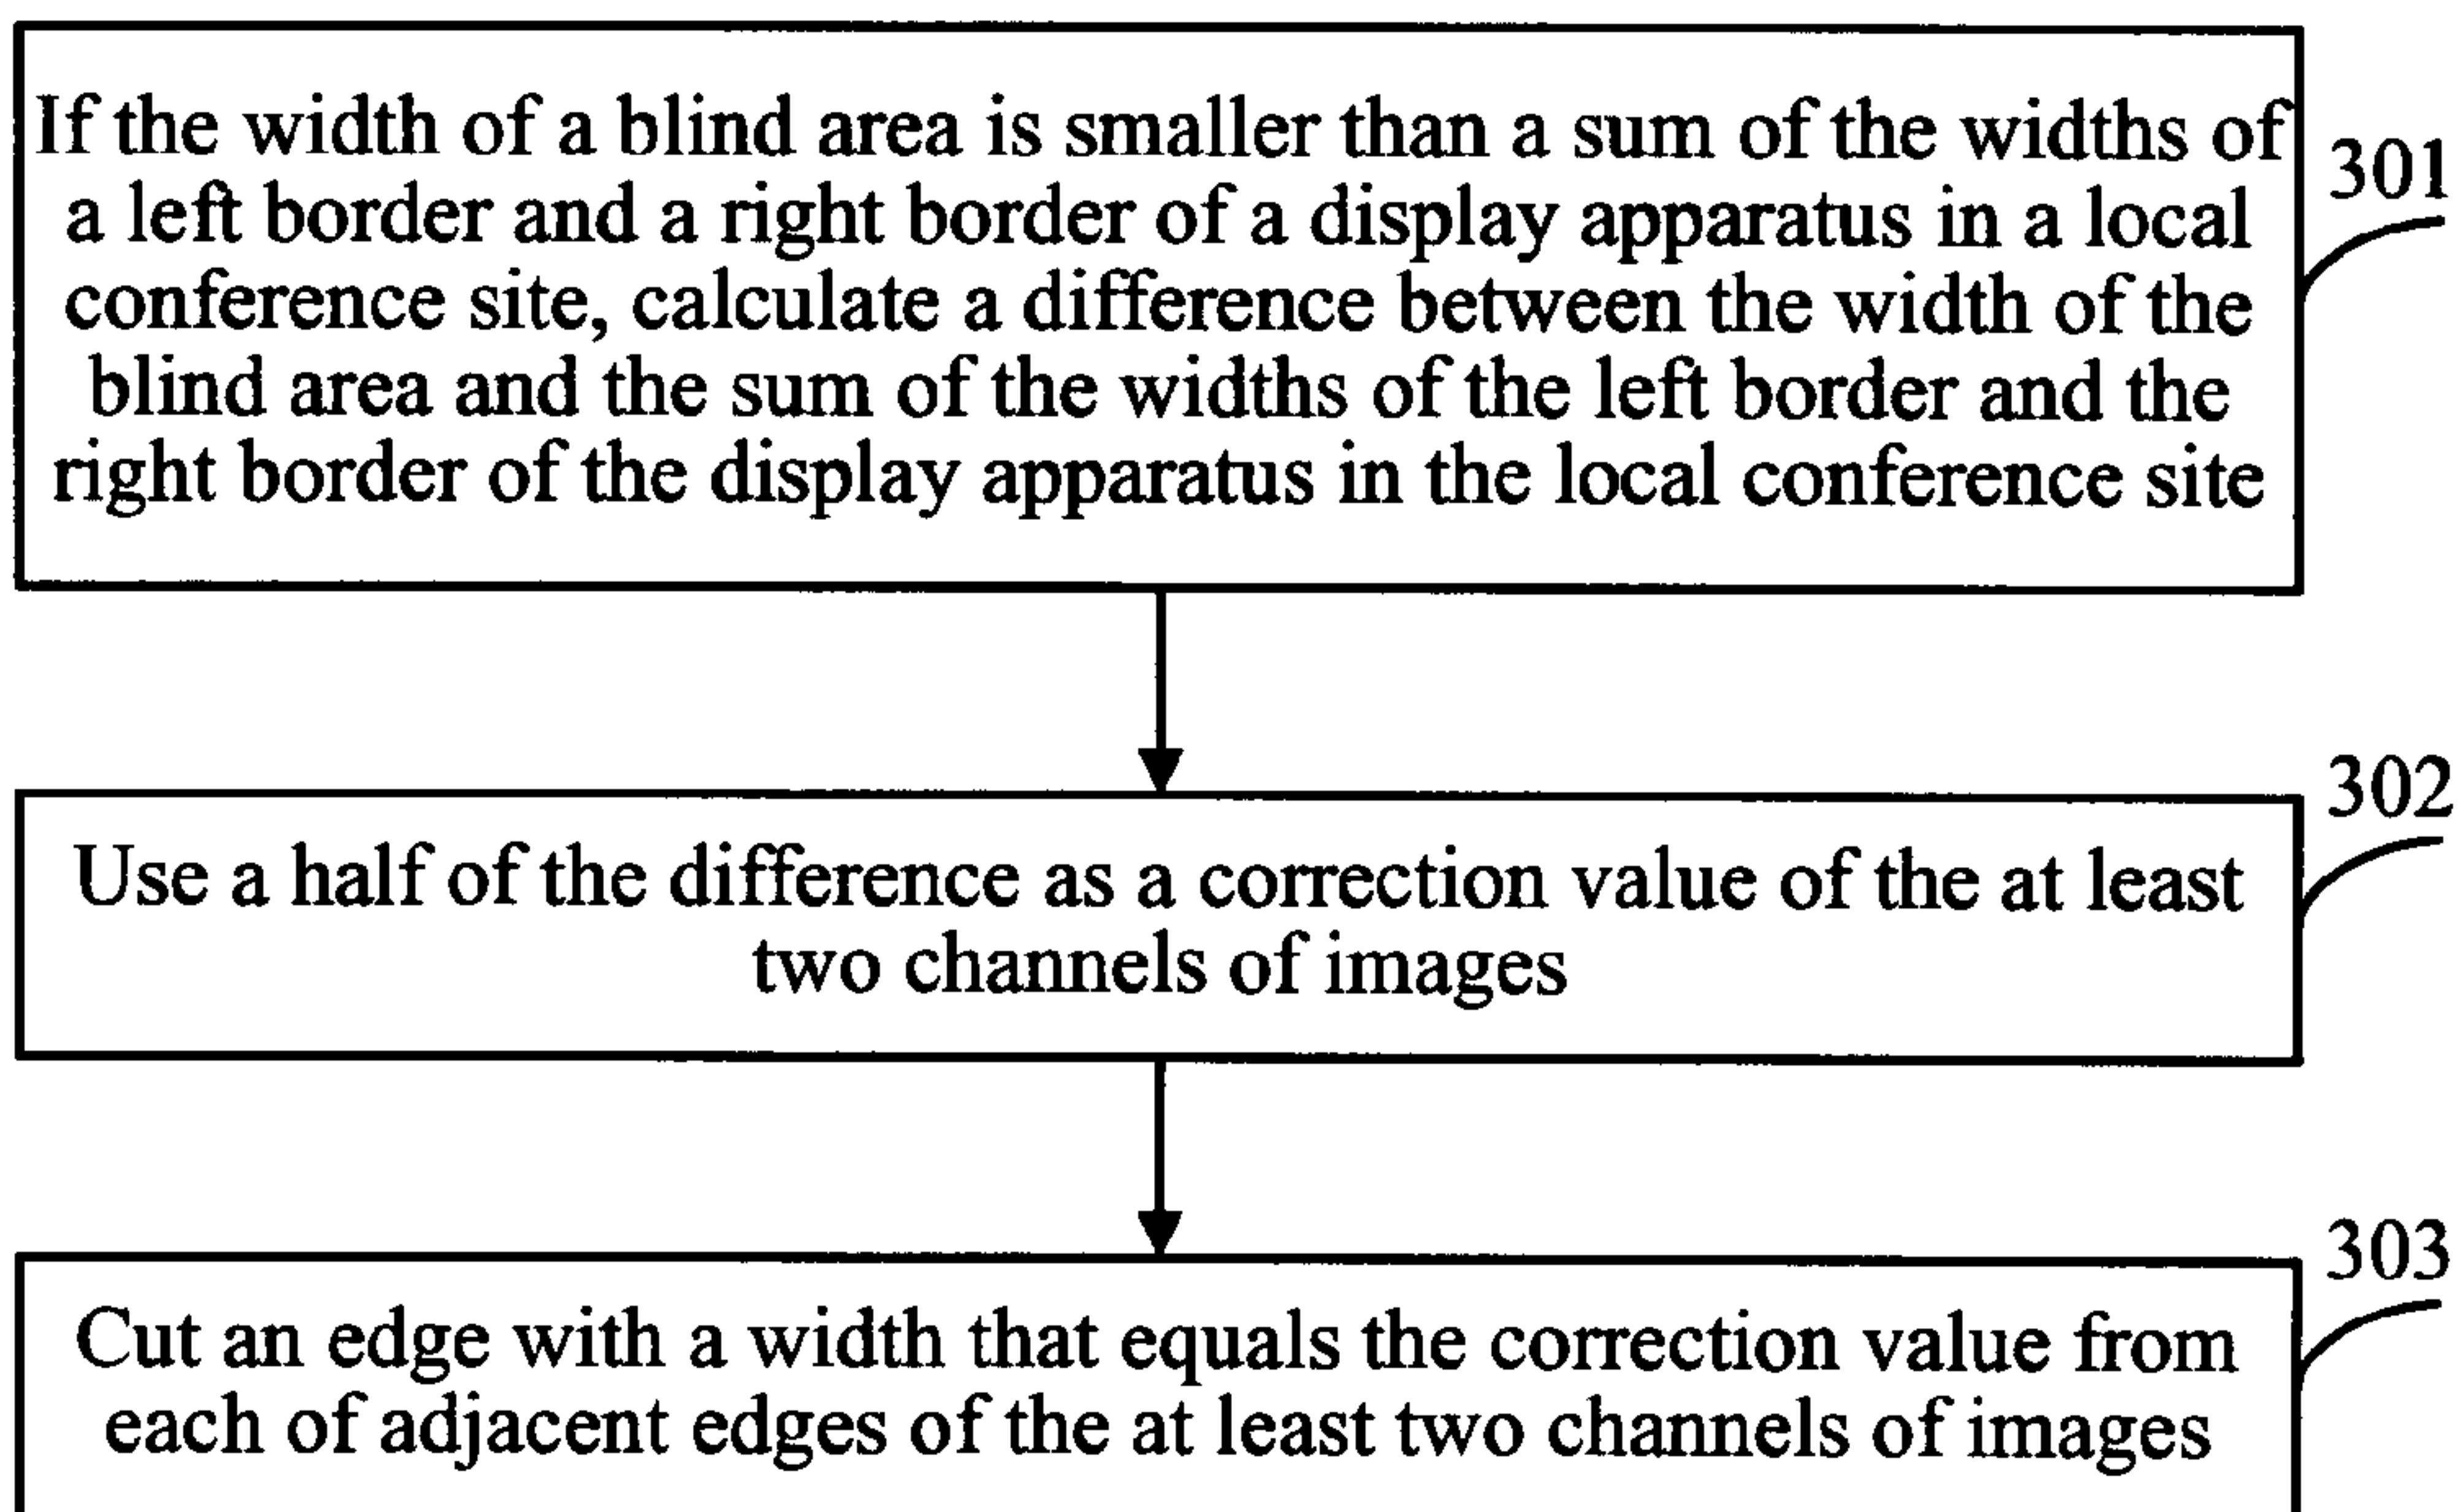 If the width of a blind area is smaller than a sum of the widths of
a left border and a right border of a display apparatus in a local
conference site, calculate a difference between the width of the
blind area and the sum of the widths of the left border and the
right border of the display apparatus in the local conference site
301
Use a half of the difference as a correction value of the at least
two channels of images
302
Cut an edge with a width that equals the correction value from
each of adjacent edges of the at least two channels of images
303